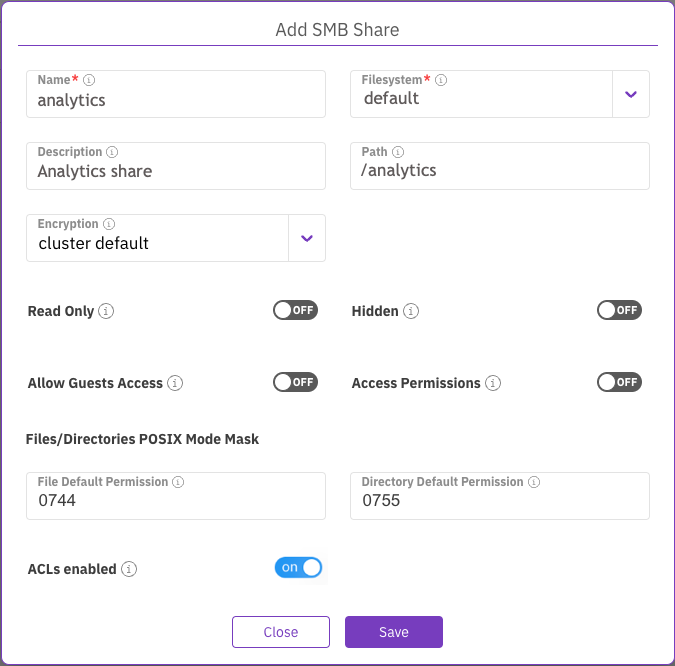 Add SMB Share
Name* Filesystem*
analytics default
Description Path
Analytics share /analytics
Encryption
cluster default
Read Only OFF Hidden OFF
Allow Guests Access OFF Access Permissions OFF
Files/Directories POSIX Mode Mask
File Default Permission Directory Default Permission
0744 0755
ACLs enabled on
Close Save